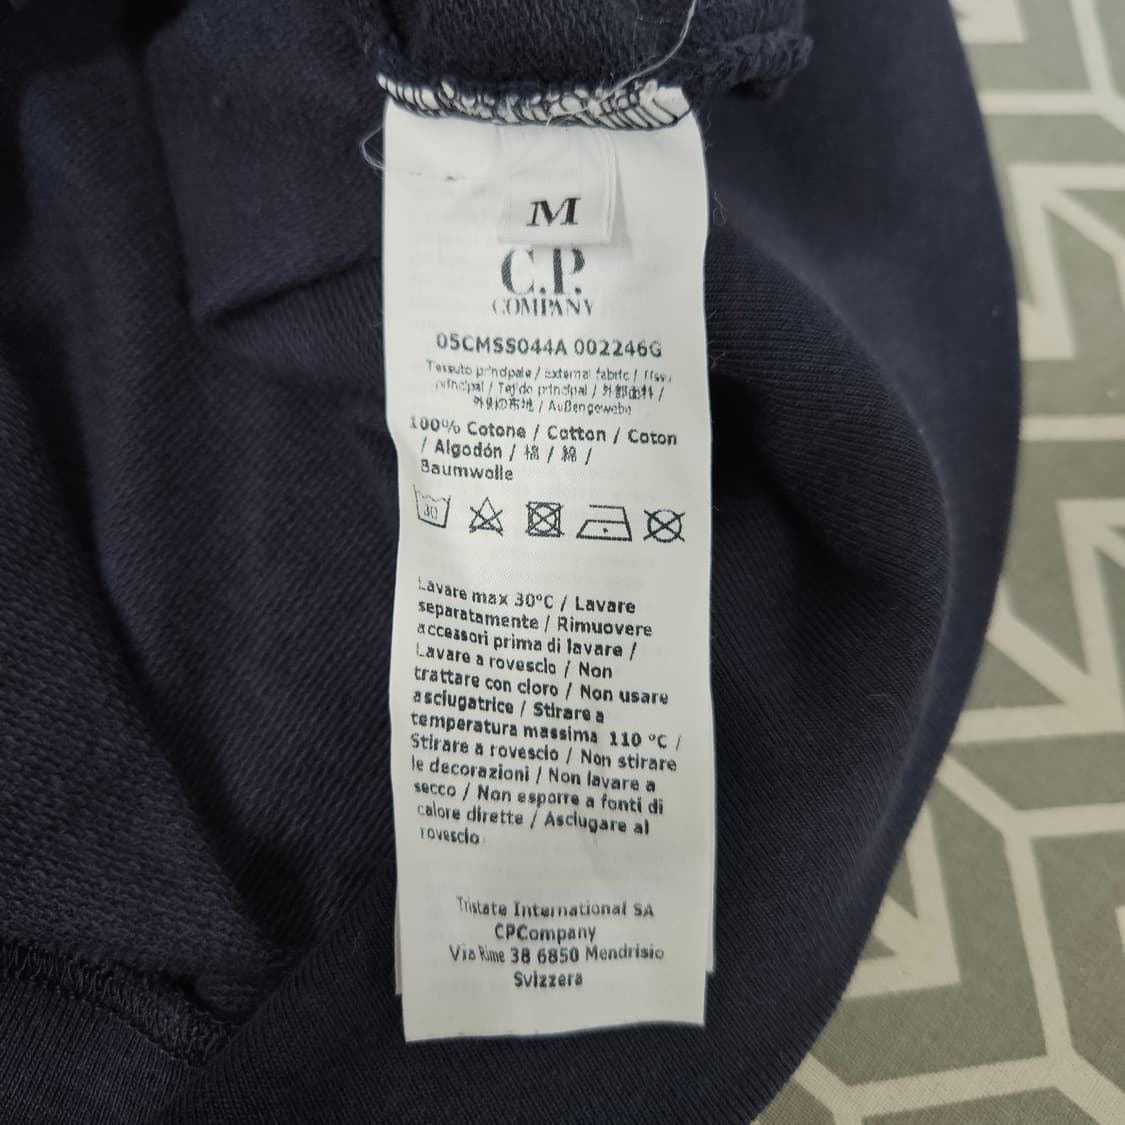 M
C.P.
COMPANY
05CMSS044A 002246G
Tessuto principale / External fabric / Tissu
principal / Tejido principal / 外部面料 /
外側の布地 / Außengewebe
100% Cotone / Cotton / Coton
/ Algodón / 棉 / 綿 /
Baumwolle
30
Lavare max 30°C / Lavare
separatamente / Rimuovere
accessori prima di lavare /
Lavare a rovescio / Non
trattare con cloro / Non usare
asciugatrice / Stirare a
temperatura massima 110 °C /
Stirare a rovescio / Non stirare
le decorazioni / Non lavare a
secco / Non esporre a fonti di
calore dirette / Asciugare al
rovescio
Tristate International SA
CPCompany
Via Rime 38 6850 Mendrisio
Svizzera